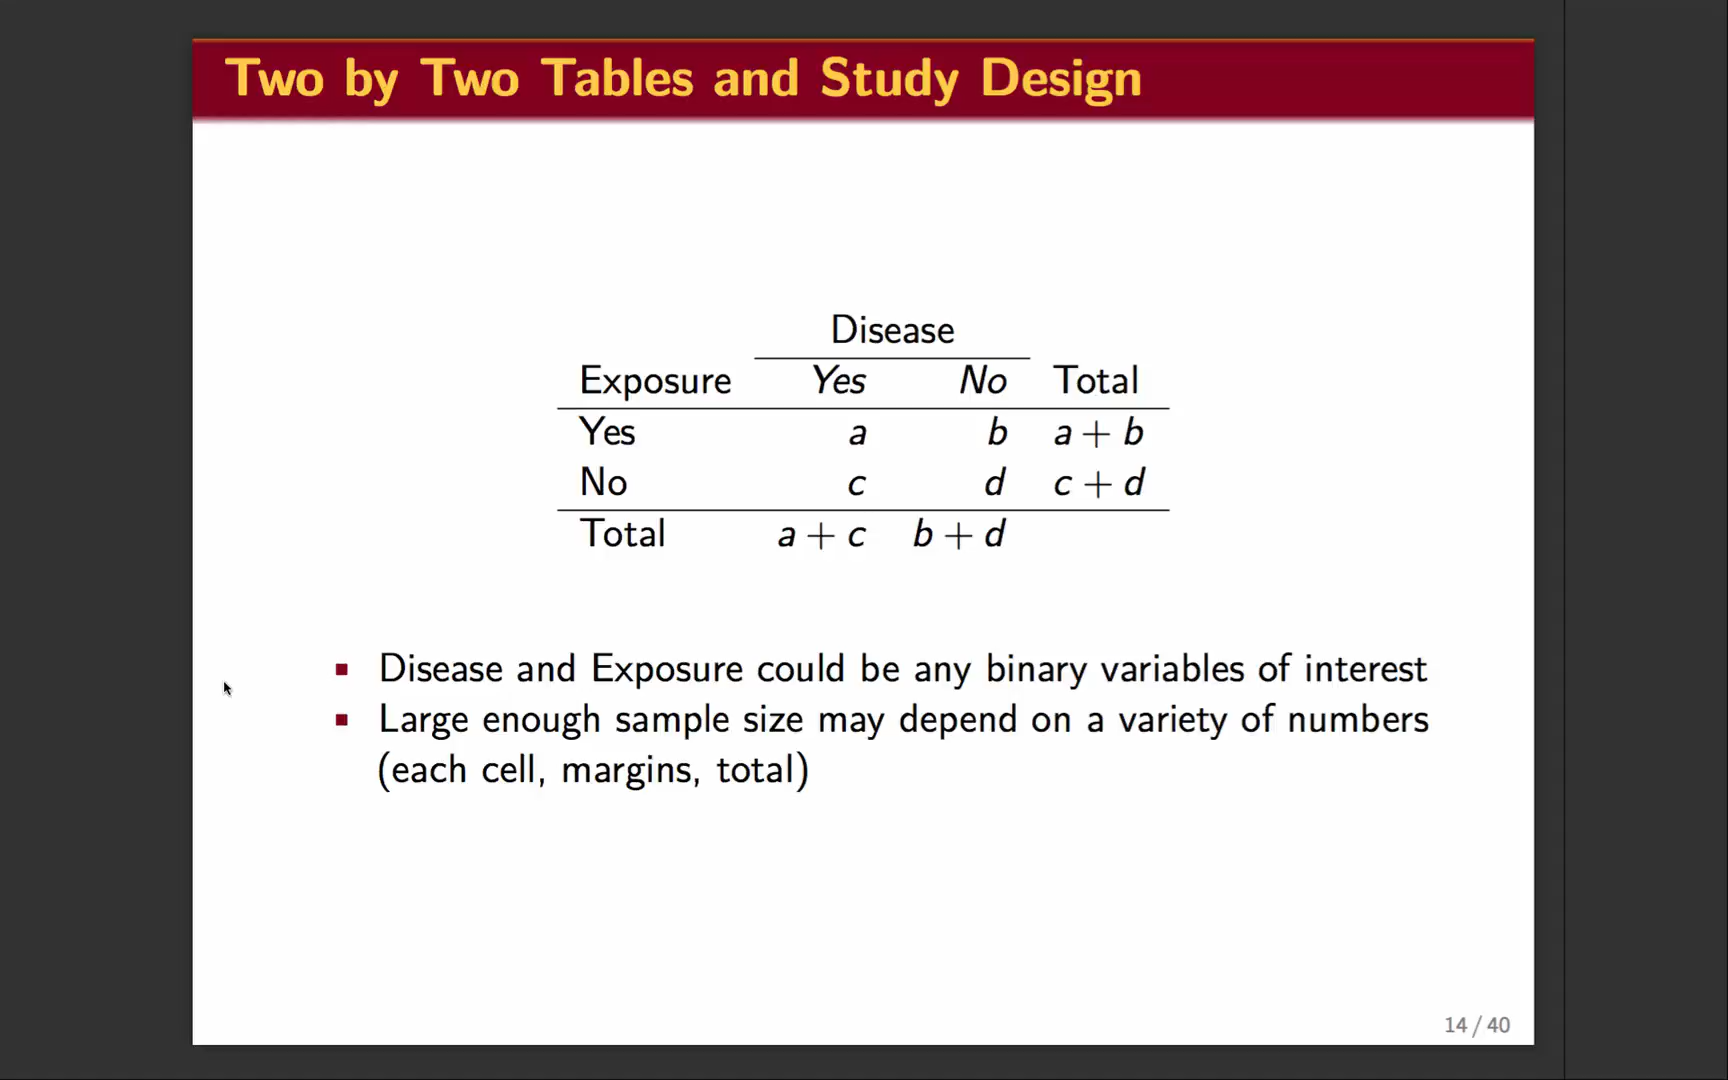 Two by Two Tables and Study Design
Disease
Exposure Yes No Total
Yes a b a + b
No c d c + d
Total a + c b + d
▪ Disease and Exposure could be any binary variables of interest
▪ Large enough sample size may depend on a variety of numbers
(each cell, margins, total)
14 / 40